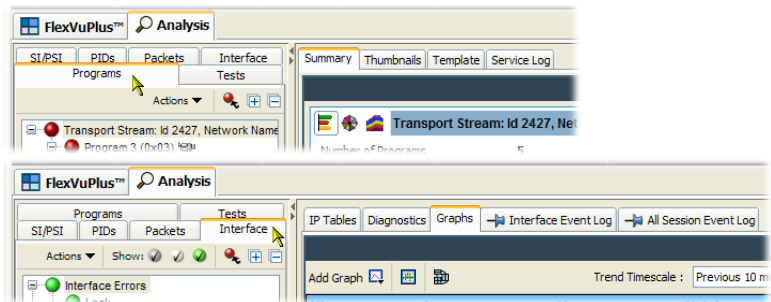 FlexVuPlus™ Analysis
SI/PSI PIDs Packets Interface
Programs Tests
Summary Thumbnails Template Service Log
Actions
Transport Stream: Id 2427, Network Name
Program 3 (0x03)
Transport Stream: Id 2427, Net
Number of Programs 5
FlexVuPlus™ Analysis
Programs Tests
SI/PSI PIDs Packets Interface
IP Tables Diagnostics Graphs Interface Event Log All Session Event Log
Actions Show:
Interface Errors
Lock
Add Graph Trend Timescale : Previous 10 m